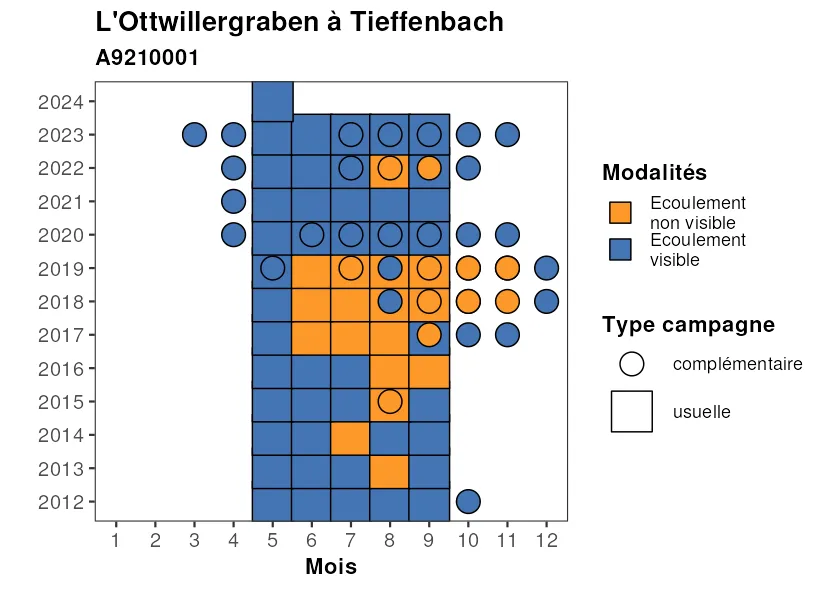 L'Ottwillergraben à Tieffenbach
A9210001
2024
2023
2022
2021
2020
2019
2018
2017
2016
2015
2014
2013
2012
1 2 3 4 5 6 7 8 9 10 11 12
Mois
Modalités
Ecoulement
non visible
Ecoulement
visible
Type campagne
complémentaire
usuelle